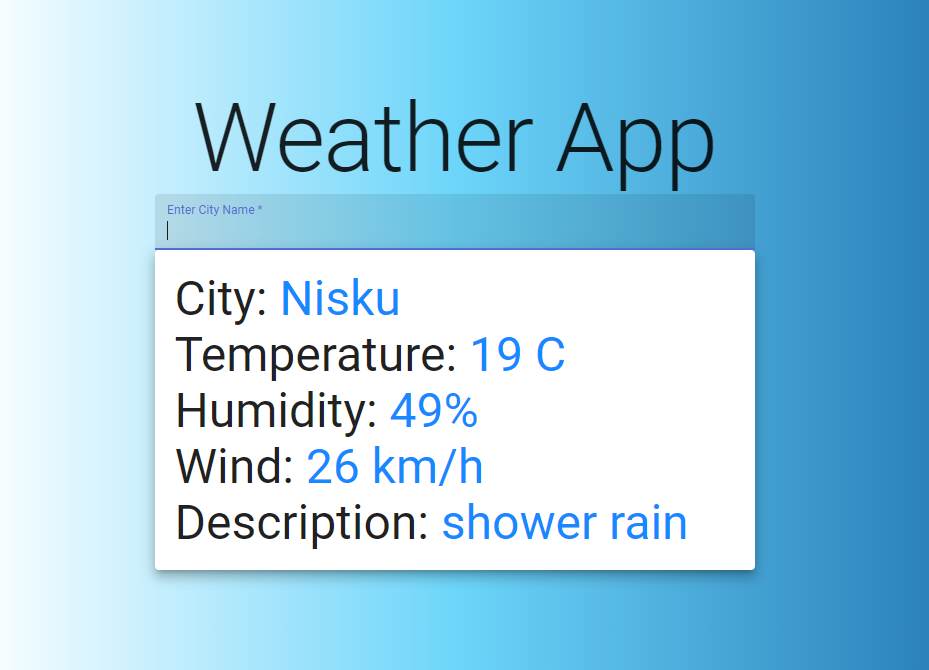 Weather App
Enter City Name *
City: Nisku
Temperature: 19 C
Humidity: 49%
Wind: 26 km/h
Description: shower rain